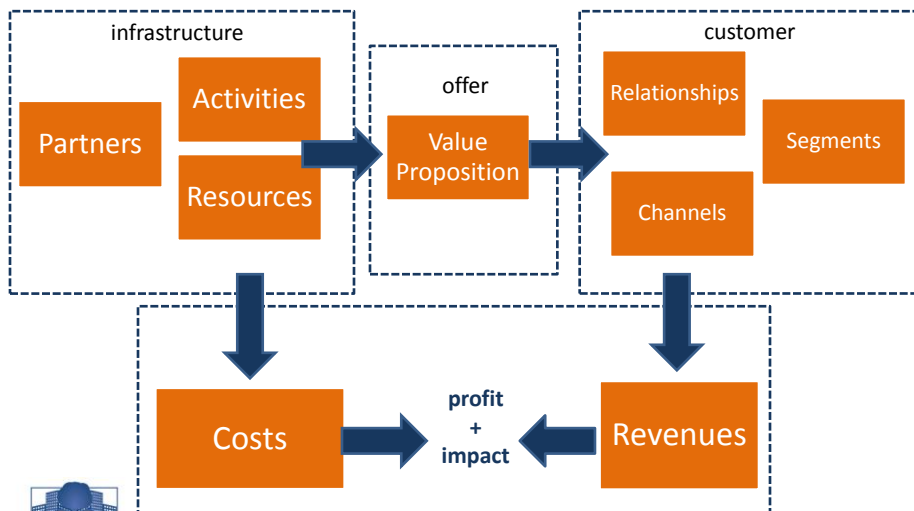 infrastructure
Partners
Activities
Resources
offer
Value
Proposition
customer
Relationships
Segments
Channels
Costs
profit
+
impact
Revenues